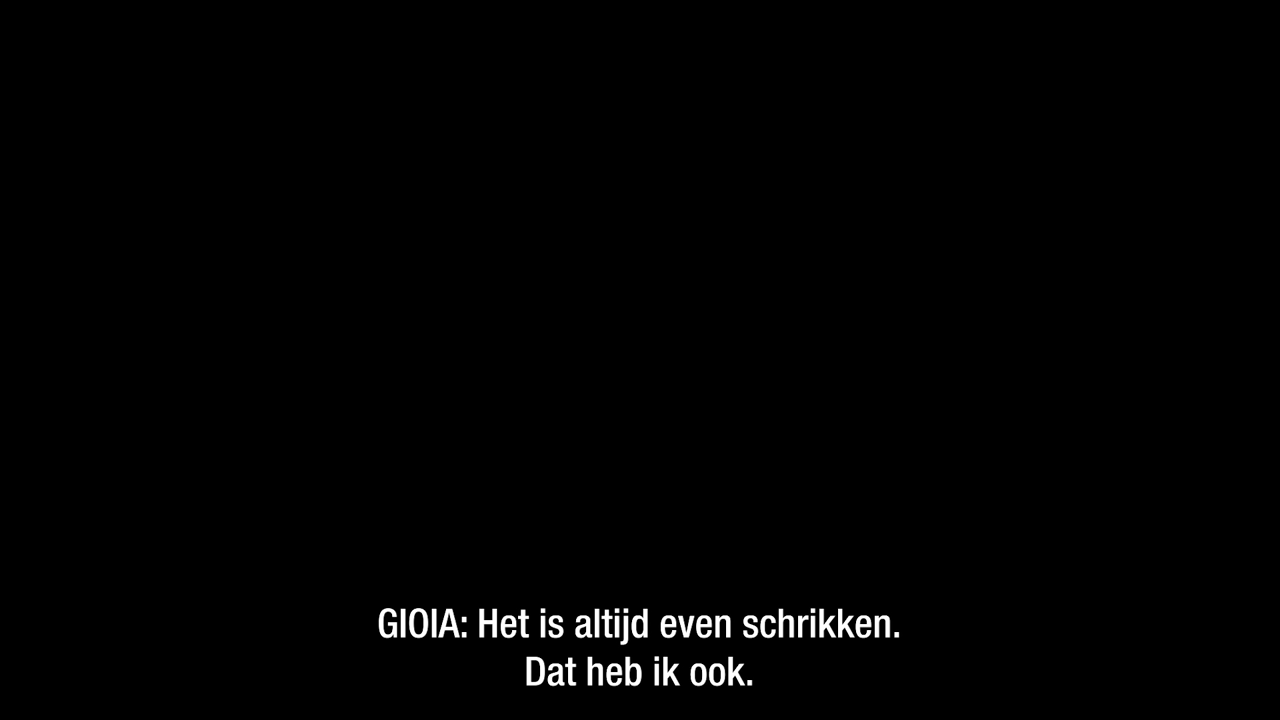 GIOIA: Het is altijd even schrikken.
Dat heb ik ook.